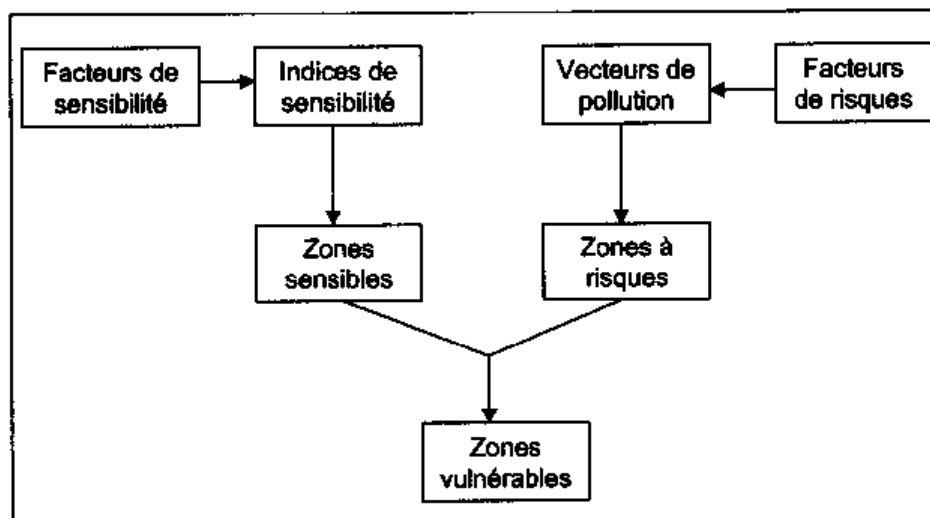 Facteurs de
sensibilité
Indices de
sensibilité
Vecteurs de
pollution
Facteurs
de risques
Zones
sensibles
Zones à
risques
Zones
vulnérables